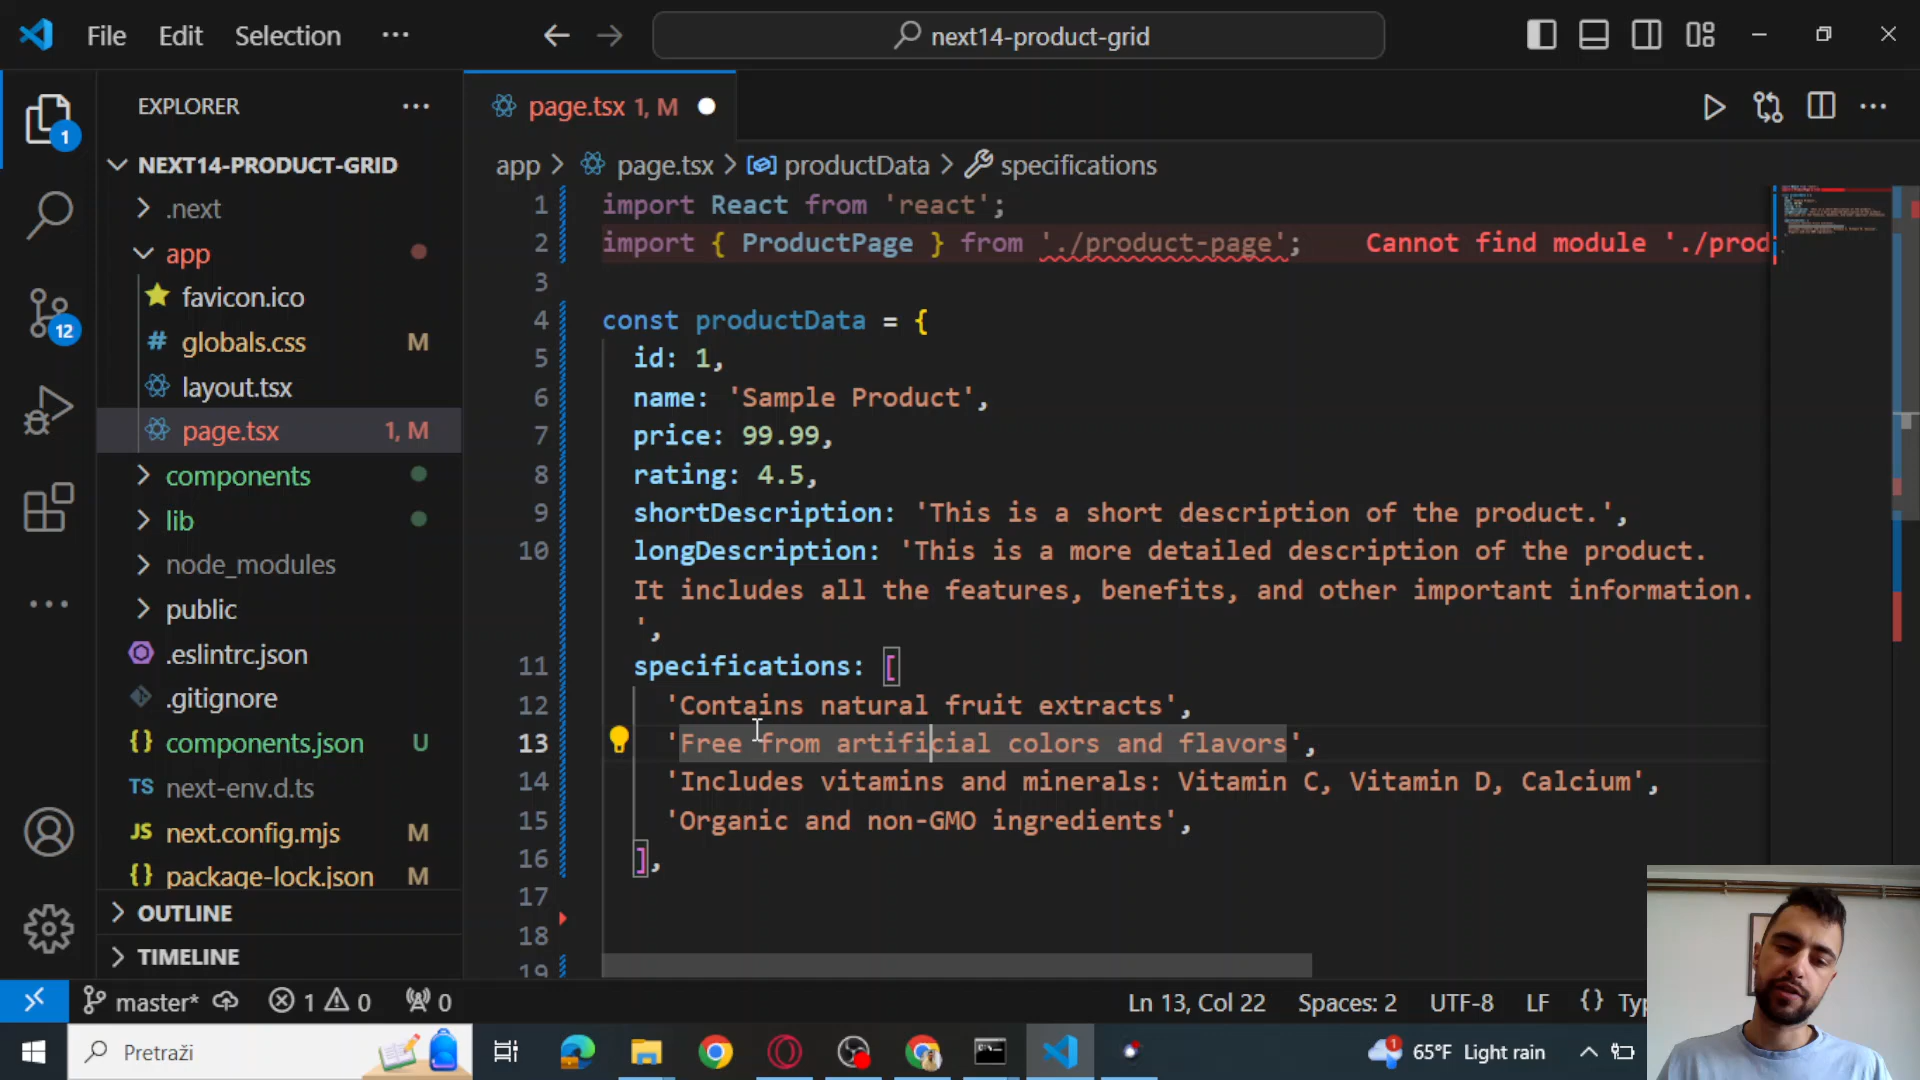 File Edit Selection ...
next14-product-grid
EXPLORER
page.tsx 1, M
NEXT14-PRODUCT-GRID
app > page.tsx > productData > specifications
.next
app
favicon.ico
globals.css M
layout.tsx
page.tsx 1, M
components
lib
node_modules
public
.eslintrc.json
.gitignore
components.json U
TS next-env.d.ts
JS next.config.mjs M
package-lock.json M
OUTLINE
TIMELINE
1
12
1 import React from 'react';
2 import { ProductPage } from './product-page'; Cannot find module './prod
3
4 const productData = {
5 id: 1,
6 name: 'Sample Product',
7 price: 99.99,
8 rating: 4.5,
9 shortDescription: 'This is a short description of the product.',
10 longDescription: 'This is a more detailed description of the product.
It includes all the features, benefits, and other important information.
',
11 specifications: [
12 'Contains natural fruit extracts',
13 'Free from artificial colors and flavors',
14 'Includes vitamins and minerals: Vitamin C, Vitamin D, Calcium',
15 'Organic and non-GMO ingredients',
16 ],
17
18
19
master* 1 0 0 Ln 13, Col 22 Spaces: 2 UTF-8 LF {} Typ
Pretraži 1 65°F Light rain